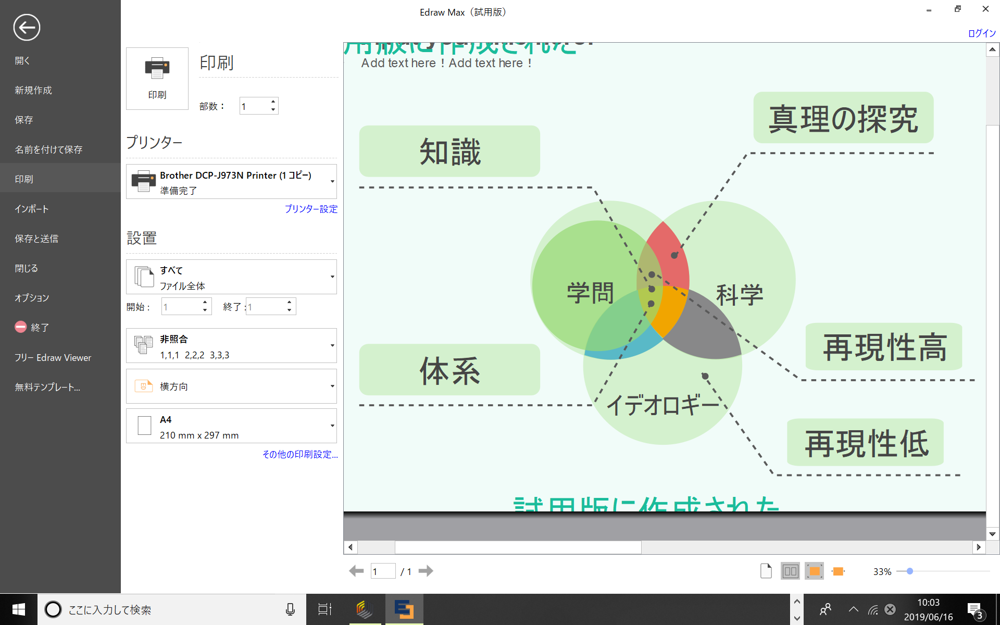 Edraw Max（試用版）
ログイン
開く
新規作成
保存
名前を付けて保存
印刷
インポート
保存と送信
閉じる
オプション
終了
フリー Edraw Viewer
無料テンプレート...
印刷
印刷
部数： 1
プリンター
Brother DCP-J973N Printer (1 コピー)
準備完了
プリンター設定
設置
すべて
ファイル全体
開始： 1 終了: 1
非照合
1,1,1 2,2,2 3,3,3
横方向
A4
210 mm x 297 mm
その他の印刷設定...
用版に作成された
Add text here！Add text here！
真理の探究
知識
学問
科学
再現性高
体系
イデオロギー
再現性低
試用版に作成された
1 / 1
33%
ここに入力して検索
10:03
2019/06/16
3